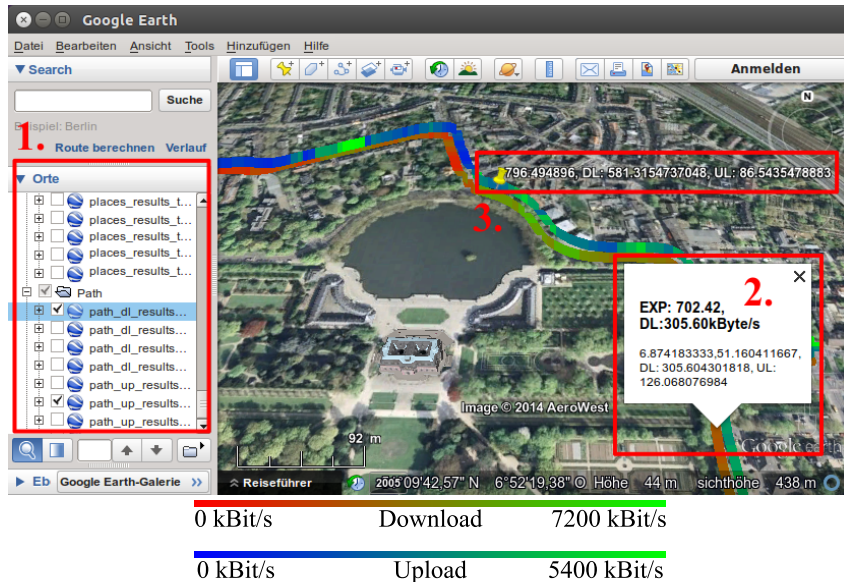 Google Earth
Datei Bearbeiten Ansicht Tools Hinzufügen Hilfe
Search
Anmelden
N
Suche
Beispiel: Berlin
1.
Route berechnen Verlauf
Orte
places_results_t...
places_results_t...
places_results_t...
places_results_t...
places_results_t...
Path
path_dl_results...
path_dl_results...
path_dl_results...
path_dl_results...
path_up_results...
path_up_results...
path_up_results...
796.494896, DL: 581.3154737048, UL: 86.5435478883
3.
2.
EXP: 702.42,
DL:305.60kByte/s
6.874183333,51.160411667,
DL: 305.604301818, UL:
126.068076984
Image © 2014 AeroWest
92 m
Google earth
Eb Google Earth-Galerie »
Reiseführer
2005 09'42,57" N 6°52'19,38" O Höhe 44 m sichthöhe 438 m
0 kBit/s Download 7200 kBit/s
0 kBit/s Upload 5400 kBit/s